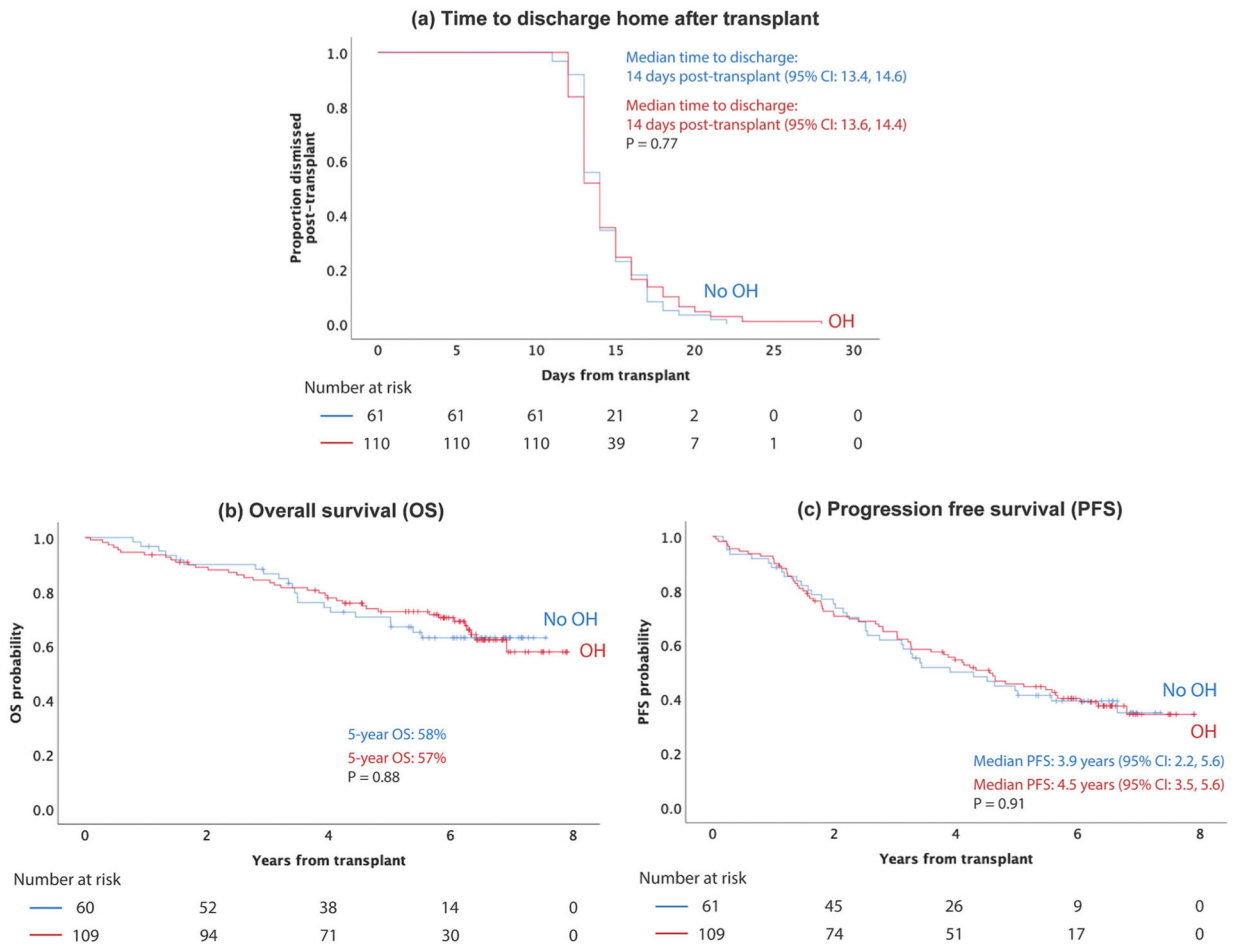 (a) Time to discharge home after transplant
Proportion dismissed
post-transplant
1.0
0.8
0.6
0.4
0.2
0.0
Median time to discharge:
14 days post-transplant (95% CI: 13.4, 14.6)
Median time to discharge:
14 days post-transplant (95% CI: 13.6, 14.4)
P = 0.77
No OH
OH
0 5 10 15 20 25 30
Days from transplant
Number at risk
61 61 61 21 2 0 0
110 110 110 39 7 1 0
(b) Overall survival (OS)
OS probability
1.0
0.8
0.6
0.4
0.2
0.0
No OH
OH
5-year OS: 58%
5-year OS: 57%
P = 0.88
0 2 4 6 8
Years from transplant
Number at risk
60 52 38 14 0
109 94 71 30 0
(c) Progression free survival (PFS)
PFS probability
1.0
0.8
0.6
0.4
0.2
0.0
No OH
OH
Median PFS: 3.9 years (95% CI: 2.2, 5.6)
Median PFS: 4.5 years (95% CI: 3.5, 5.6)
P = 0.91
0 2 4 6 8
Years from transplant
Number at risk
61 45 26 9 0
109 74 51 17 0